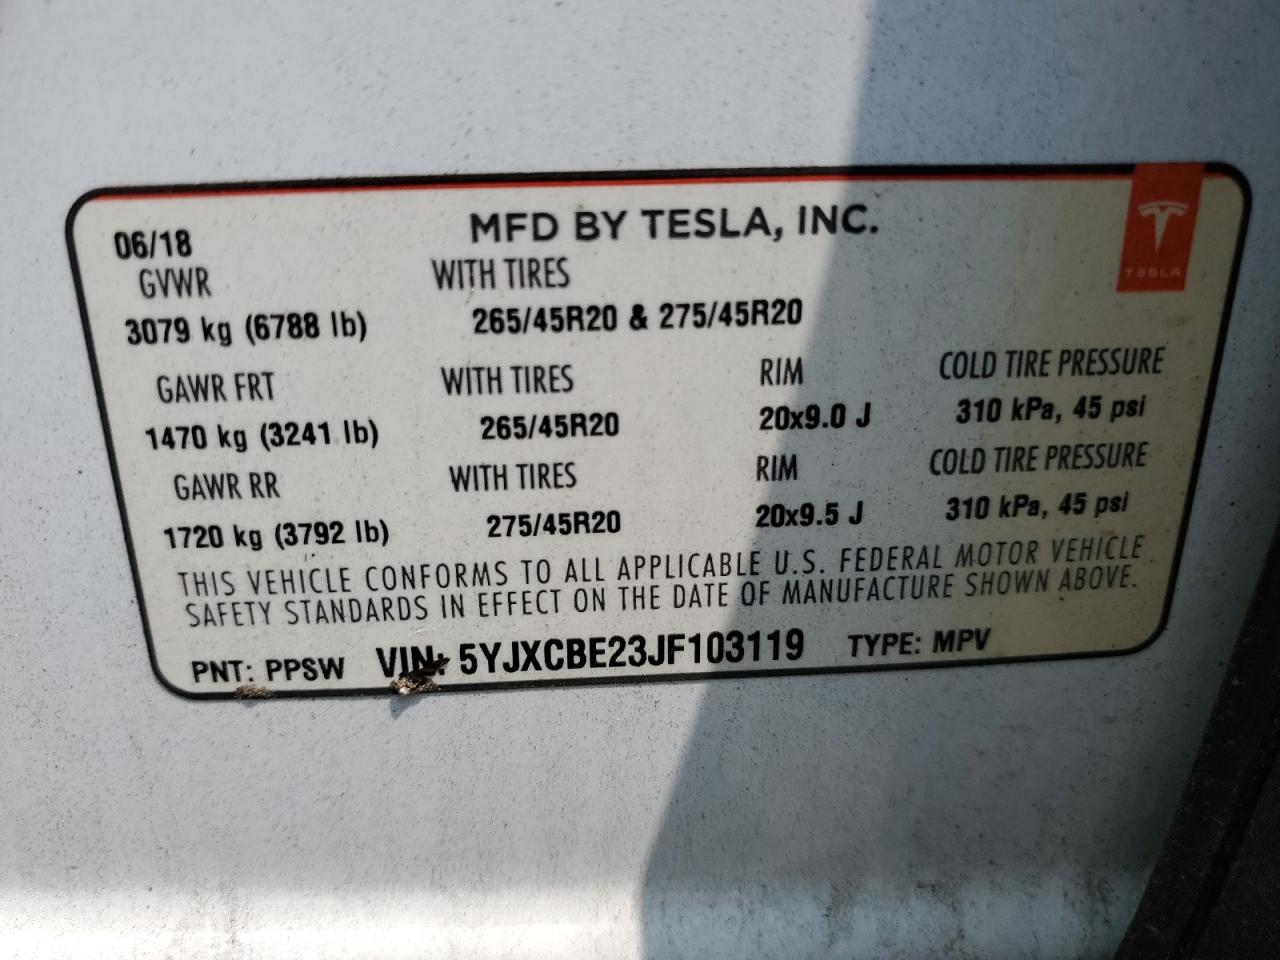 06/18 MFD BY TESLA, INC.
TESLA
GVWR WITH TIRES
3079 kg (6788 lb) 265/45R20 & 275/45R20
GAWR FRT WITH TIRES RIM COLD TIRE PRESSURE
1470 kg (3241 lb) 265/45R20 20x9.0 J 310 kPa, 45 psi
GAWR RR WITH TIRES RIM COLD TIRE PRESSURE
1720 kg (3792 lb) 275/45R20 20x9.5 J 310 kPa, 45 psi
THIS VEHICLE CONFORMS TO ALL APPLICABLE U.S. FEDERAL MOTOR VEHICLE
SAFETY STANDARDS IN EFFECT ON THE DATE OF MANUFACTURE SHOWN ABOVE.
PNT: PPSW VIN: 5YJXCBE23JF103119 TYPE: MPV